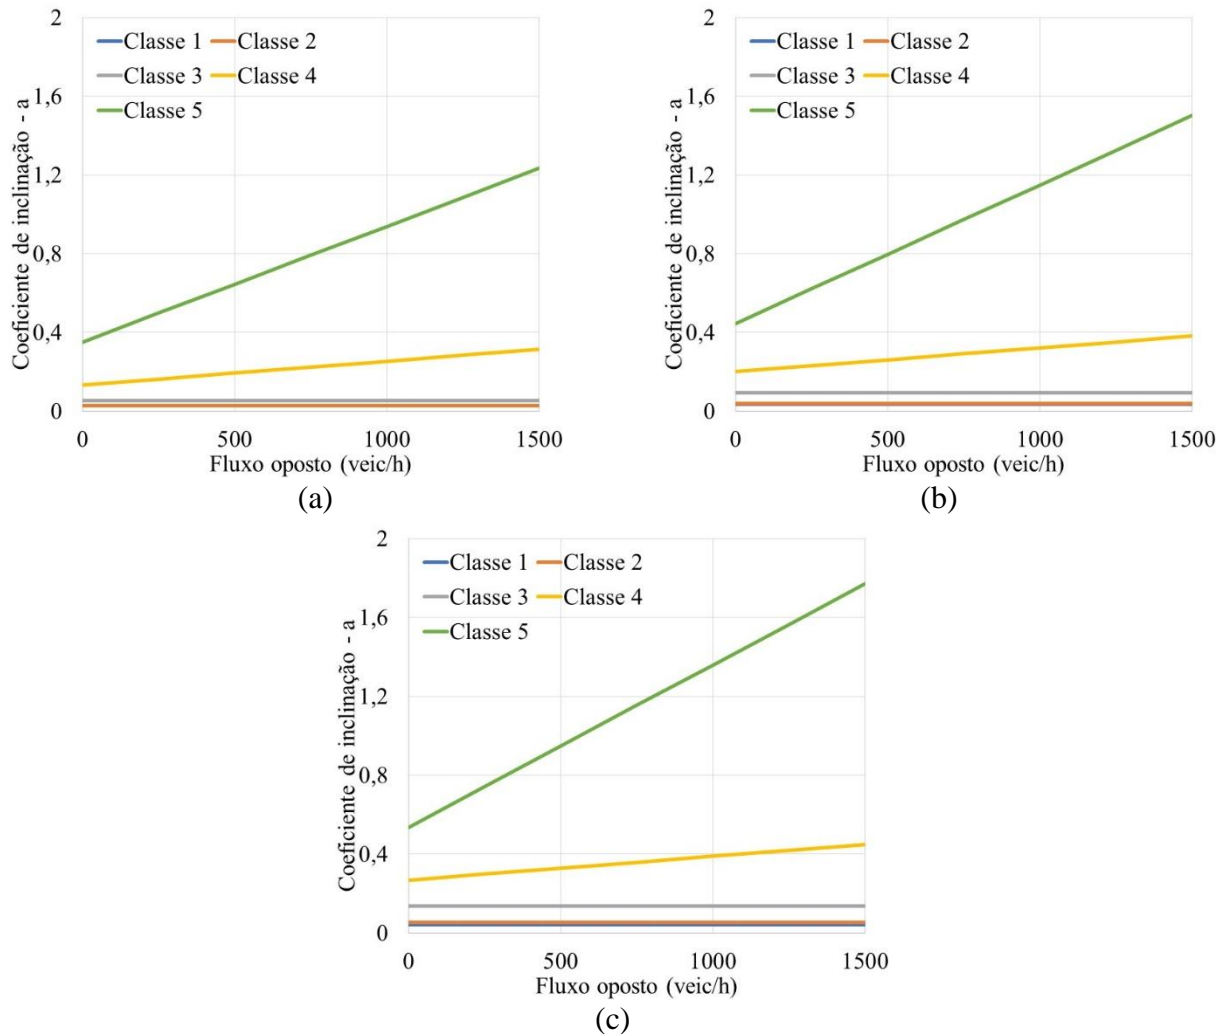 2
1,6
1,2
0,8
0,4
0
Coeficiente de inclinação - a
Classe 1 Classe 2
Classe 3 Classe 4
Classe 5
0 500 1000 1500
Fluxo oposto (veic/h)
(a)
2
1,6
1,2
0,8
0,4
0
Coeficiente de inclinação - a
Classe 1 Classe 2
Classe 3 Classe 4
Classe 5
0 500 1000 1500
Fluxo oposto (veic/h)
(b)
2
1,6
1,2
0,8
0,4
0
Coeficiente de inclinação - a
Classe 1 Classe 2
Classe 3 Classe 4
Classe 5
0 500 1000 1500
Fluxo oposto (veic/h)
(c)